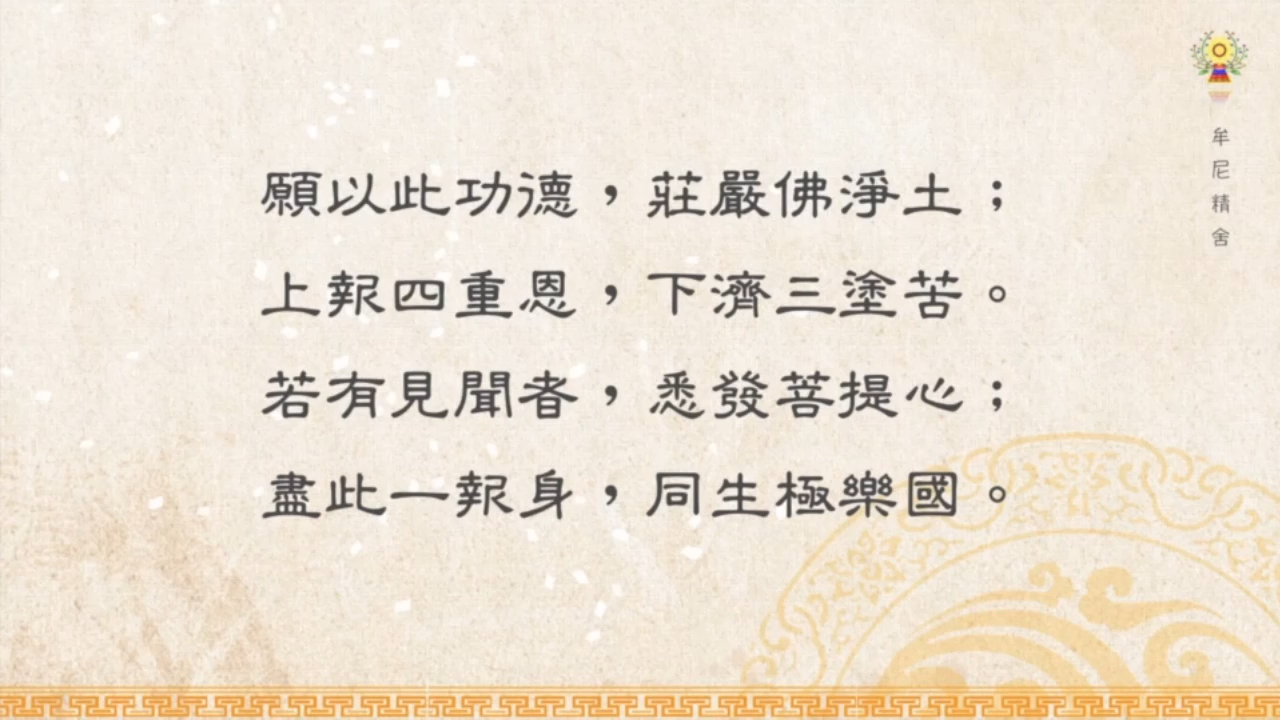 願以此功德，莊嚴佛淨土；
上報四重恩，下濟三塗苦。
若有見聞者，悉發菩提心；
盡此一報身，同生極樂國。
牟尼精舍